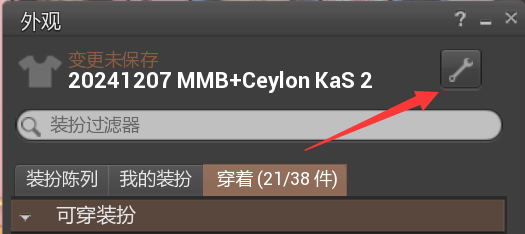 外观
变更未保存
20241207 MMB+Ceylon KaS 2
装扮过滤器
装扮陈列 我的装扮 穿着 (21/38 件)
可穿装扮